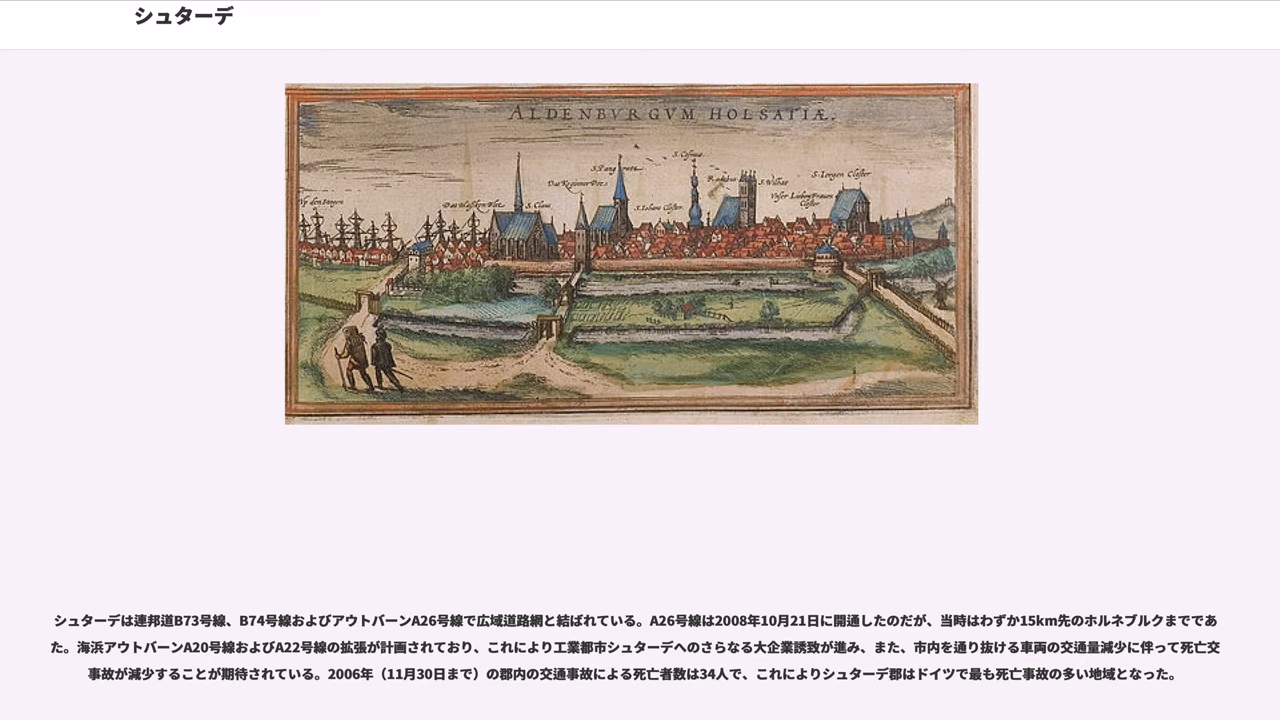 シュターデ
ALDENBVRGVM HOLSATIÆ.
S. Cosmus
S. Wilhac
S. Iohans Closter.
シュターデは連邦道B73号線、B74号線およびアウトバーンA26号線で広域道路網と結ばれている。A26号線は2008年10月21日に開通したのだが、当時はわずか15km先のホルネブルクまでであ
た。海浜アウトバーンA20号線およびA22号線の拡張が計画されており、これにより工業都市シュターデへのさらなる大企業誘致が進み、また、市内を通り抜ける車両の交通量減少に伴って死亡交
事故が減少することが期待されている。2006年（11月30日まで）の郡内の交通事故による死亡者数は34人で、これによりシュターデ郡はドイツで最も死亡事故の多い地域となった。